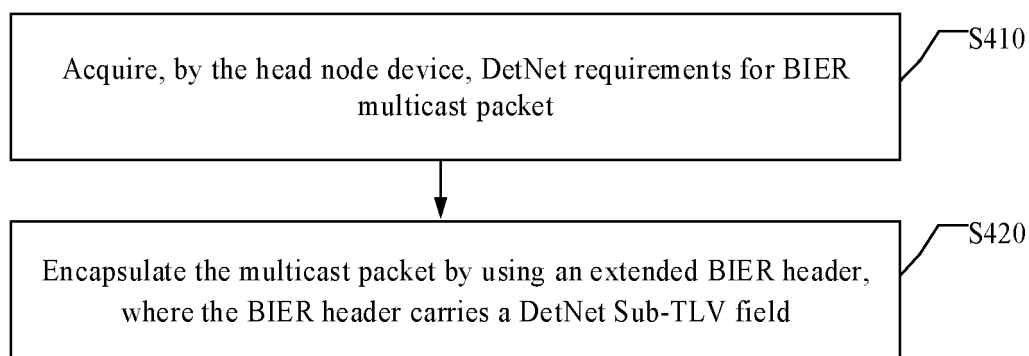 Acquire, by the head node device, DetNet requirements for BIER
multicast packet
S410
Encapsulate the multicast packet by using an extended BIER header,
where the BIER header carries a DetNet Sub-TLV field
S420